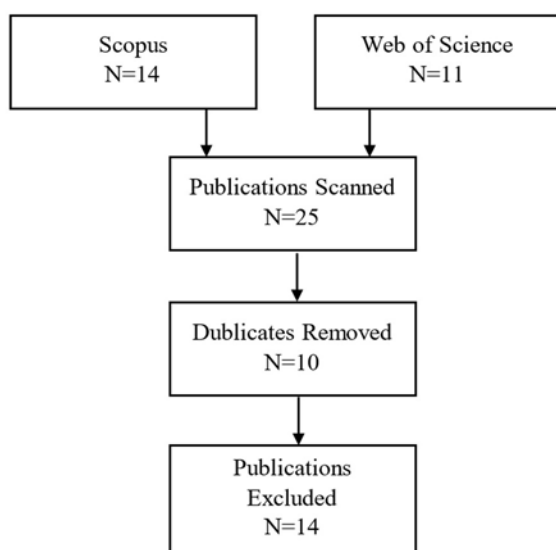 Scopus
N=14
Web of Science
N=11
Publications Scanned
N=25
Dublicates Removed
N=10
Publications
Excluded
N=14